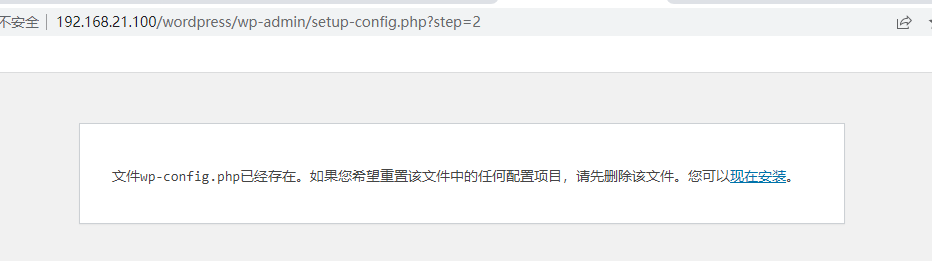 不安全 192.168.21.100/wordpress/wp-admin/setup-config.php?step=2
文件wp-config.php已经存在。如果您希望重置该文件中的任何配置项目，请先删除该文件。您可以现在安装。